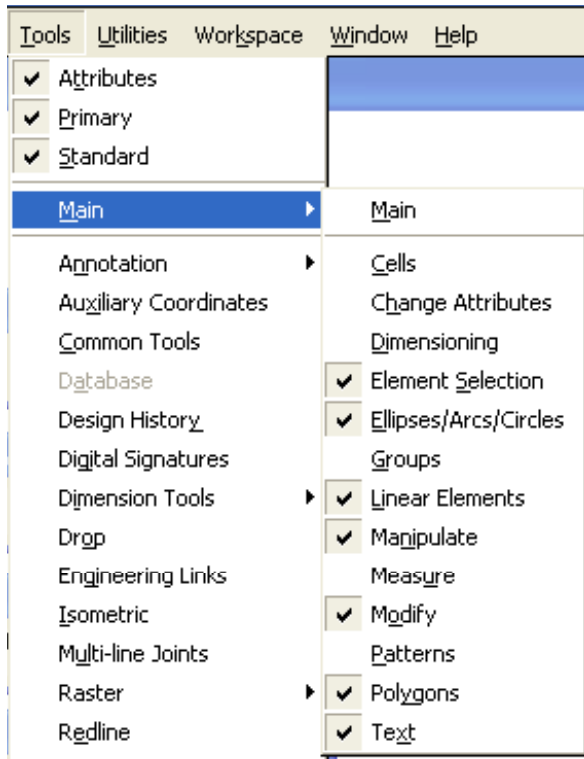 Tools Utilities Workspace Window Help
Attributes
Primary
Standard
Main
Annotation
Auxiliary Coordinates
Common Tools
Database
Design History
Digital Signatures
Dimension Tools
Drop
Engineering Links
Isometric
Multi-line Joints
Raster
Redline
Main
Cells
Change Attributes
Dimensioning
Element Selection
Ellipses/Arcs/Circles
Groups
Linear Elements
Manipulate
Measure
Modify
Patterns
Polygons
Text